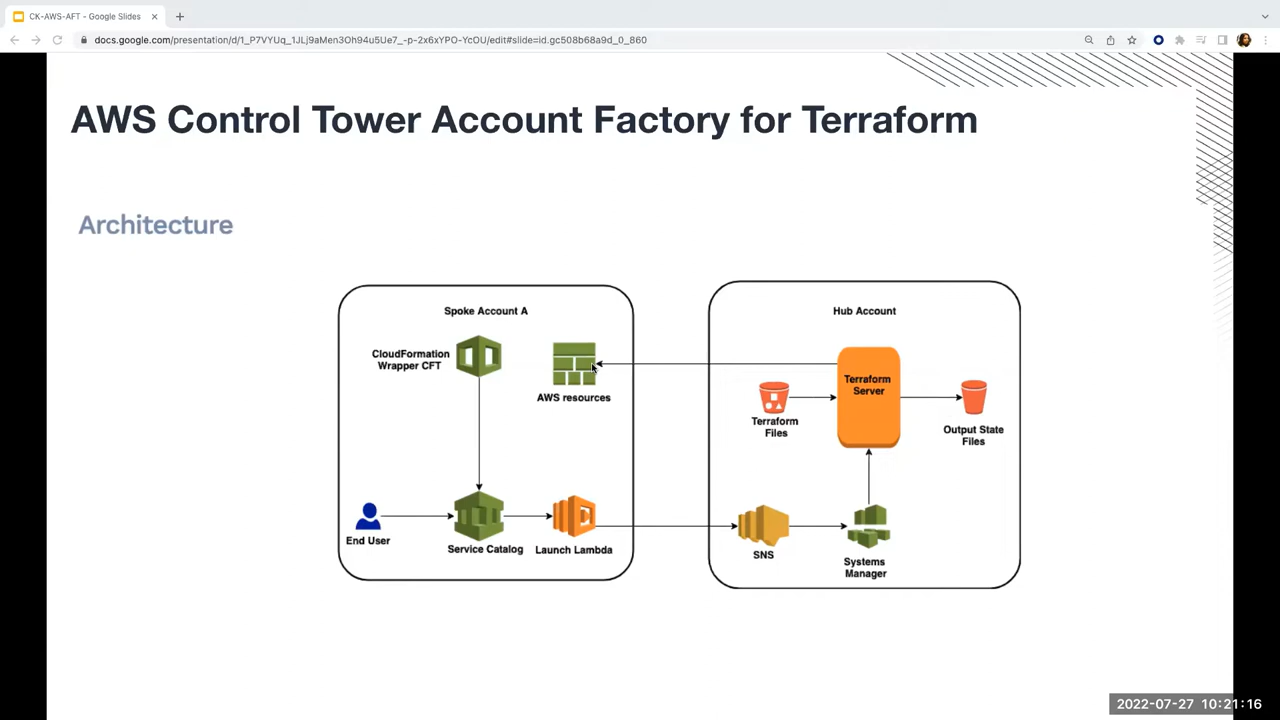 CK-AWS-AFT - Google Slides
docs.google.com/presentation/d/1_P7VYUq_1JLj9aMen3Oh94u5Ue7_-p-2x6xYPO-YcOU/edit#slide=id.gc508b68a9d_0_860
AWS Control Tower Account Factory for Terraform
Architecture
Spoke Account A
CloudFormation
Wrapper CFT
AWS resources
End User
Service Catalog
Launch Lambda
Hub Account
Terraform
Server
Terraform
Files
Output State
Files
SNS
Systems
Manager
2022-07-27 10:21:16